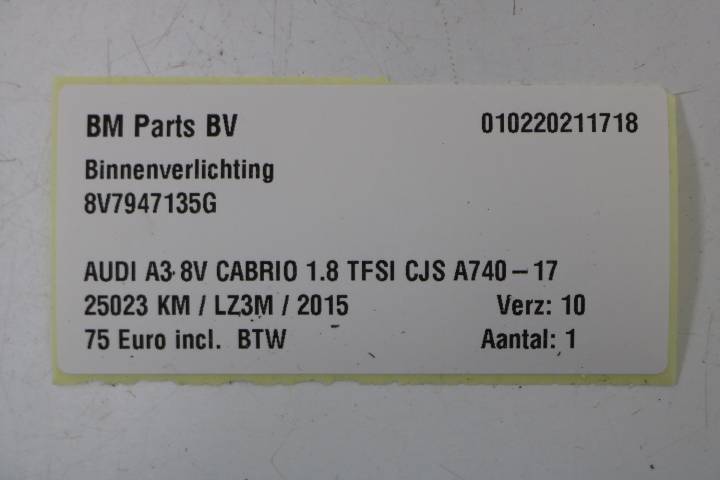 BM Parts BV 010220211718
Binnenverlichting
8V7947135G
AUDI A3 8V CABRIO 1.8 TFSI CJS A740 - 17
25023 KM / LZ3M / 2015 Verz: 10
75 Euro incl. BTW Aantal: 1